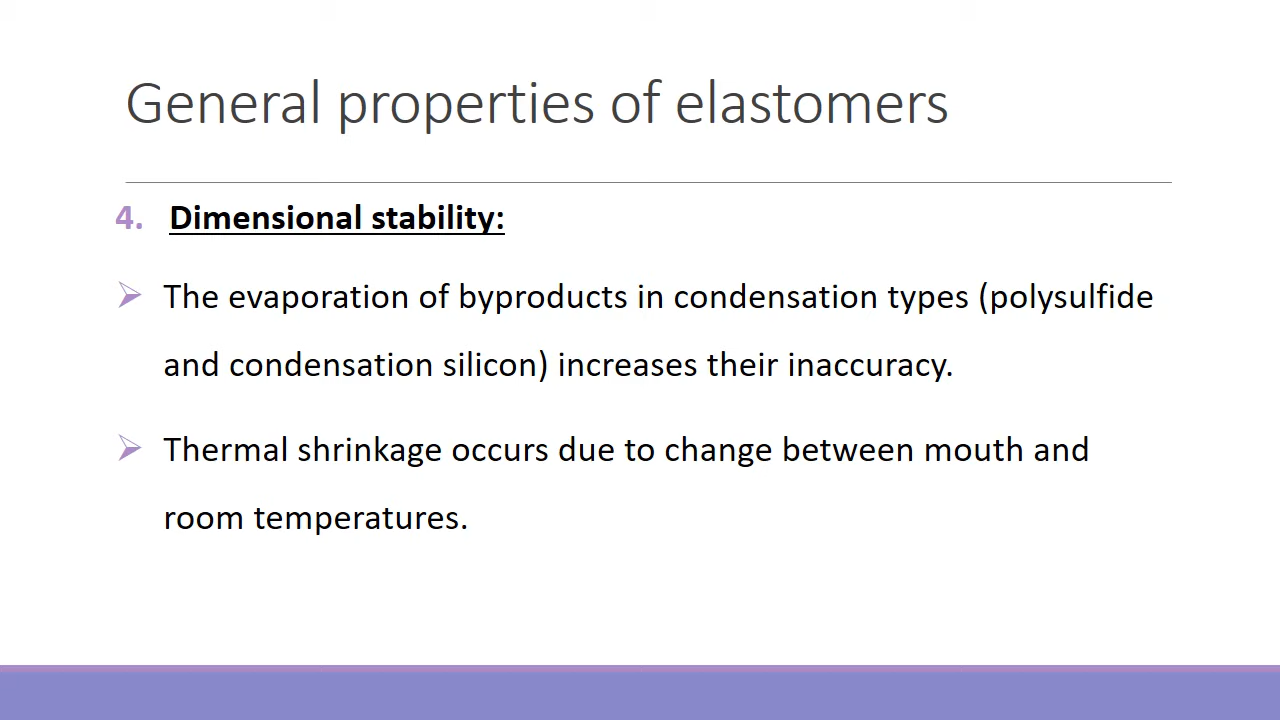 General properties of elastomers
4. Dimensional stability:
The evaporation of byproducts in condensation types (polysulfide
and condensation silicon) increases their inaccuracy.
Thermal shrinkage occurs due to change between mouth and
room temperatures.